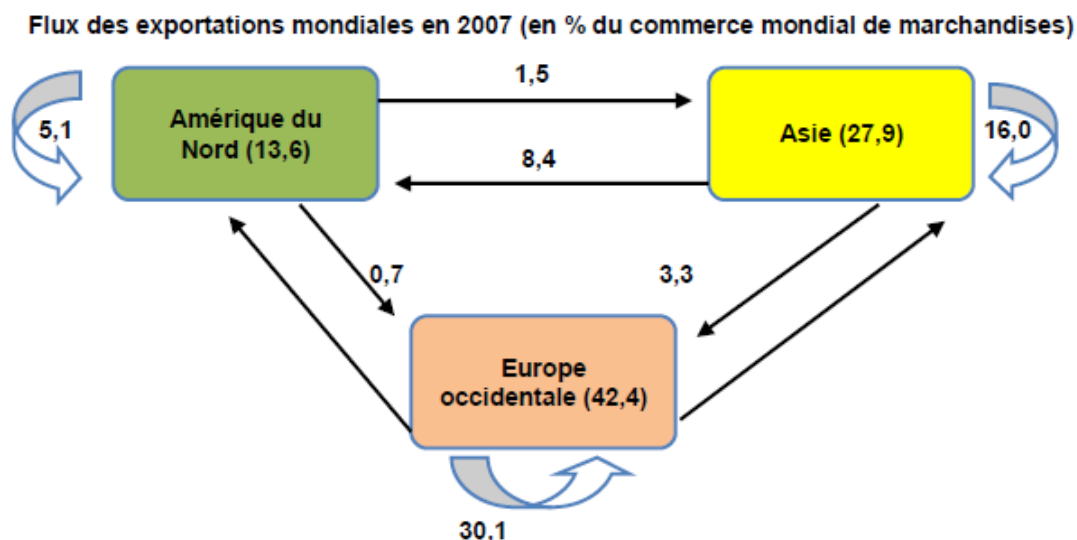 Flux des exportations mondiales en 2007 (en % du commerce mondial de marchandises)
1,5
Amérique du
Nord (13,6)
5,1
Asie (27,9)
16,0
8,4
0,7
3,3
Europe
occidentale (42,4)
30,1